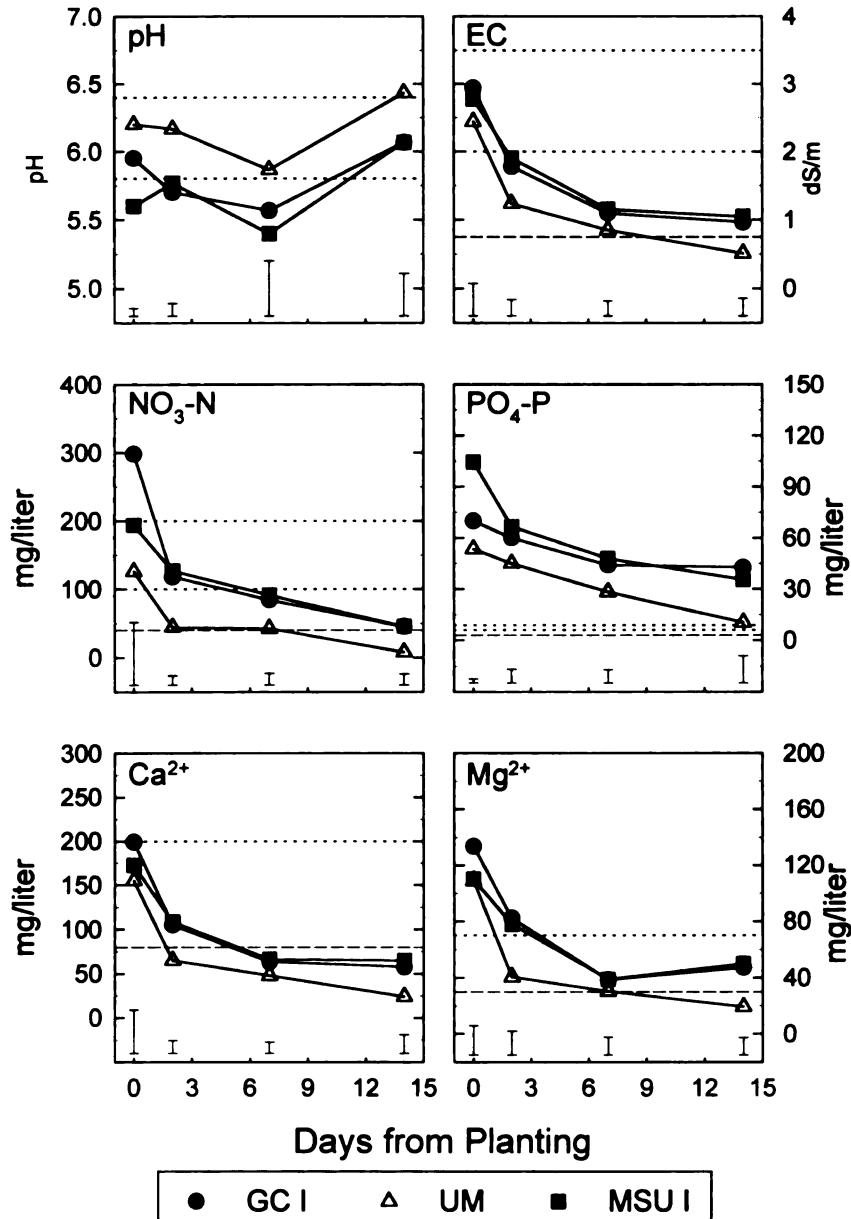 pH
EC
7.0
6.5
6.0
5.5
5.0
pH
4
3
2
1
0
dS/m
NO₃-N
PO₄-P
400
300
200
100
0
mg/liter
150
120
90
60
30
0
mg/liter
Ca²⁺
Mg²⁺
300
250
200
150
100
50
0
mg/liter
200
160
120
80
40
0
mg/liter
0 3 6 9 12 15
0 3 6 9 12 15
Days from Planting
GC I UM MSU I